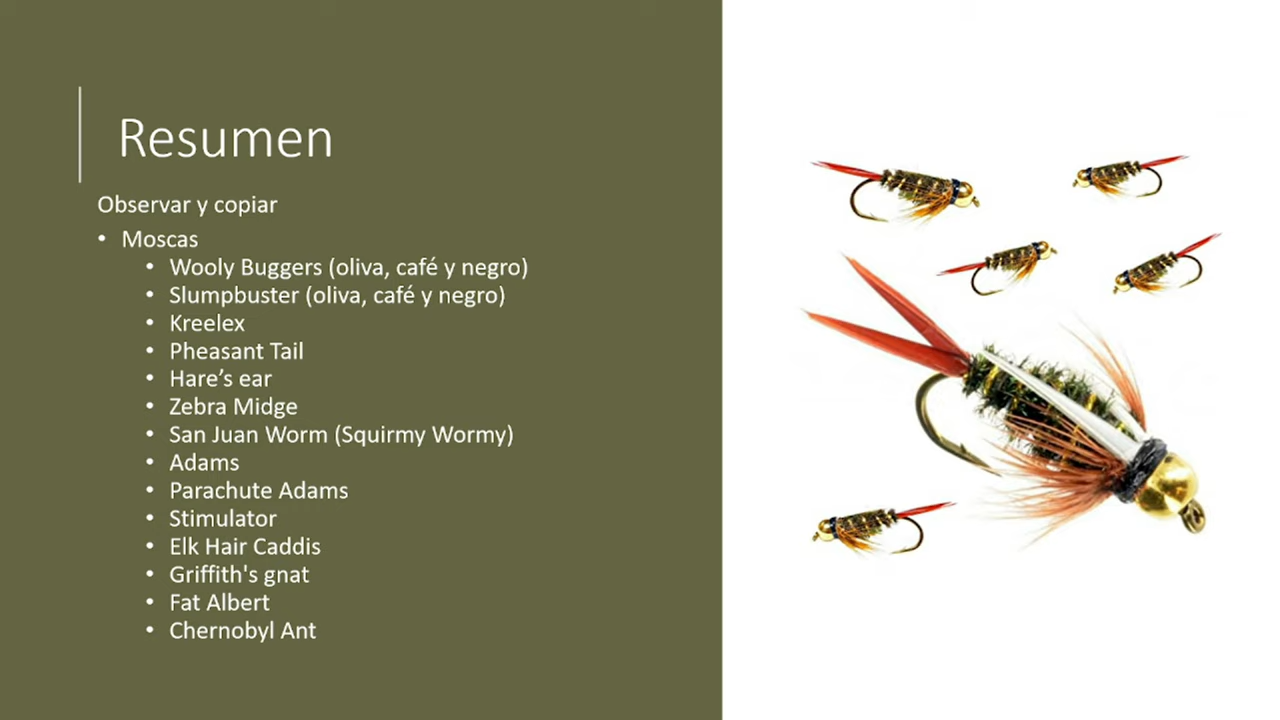 Resumen
Observar y copiar
• Moscas
• Wooly Buggers (oliva, café y negro)
• Slumpbuster (oliva, café y negro)
• Kreelex
• Pheasant Tail
• Hare’s ear
• Zebra Midge
• San Juan Worm (Squirmy Wormy)
• Adams
• Parachute Adams
• Stimulator
• Elk Hair Caddis
• Griffith's gnat
• Fat Albert
• Chernobyl Ant